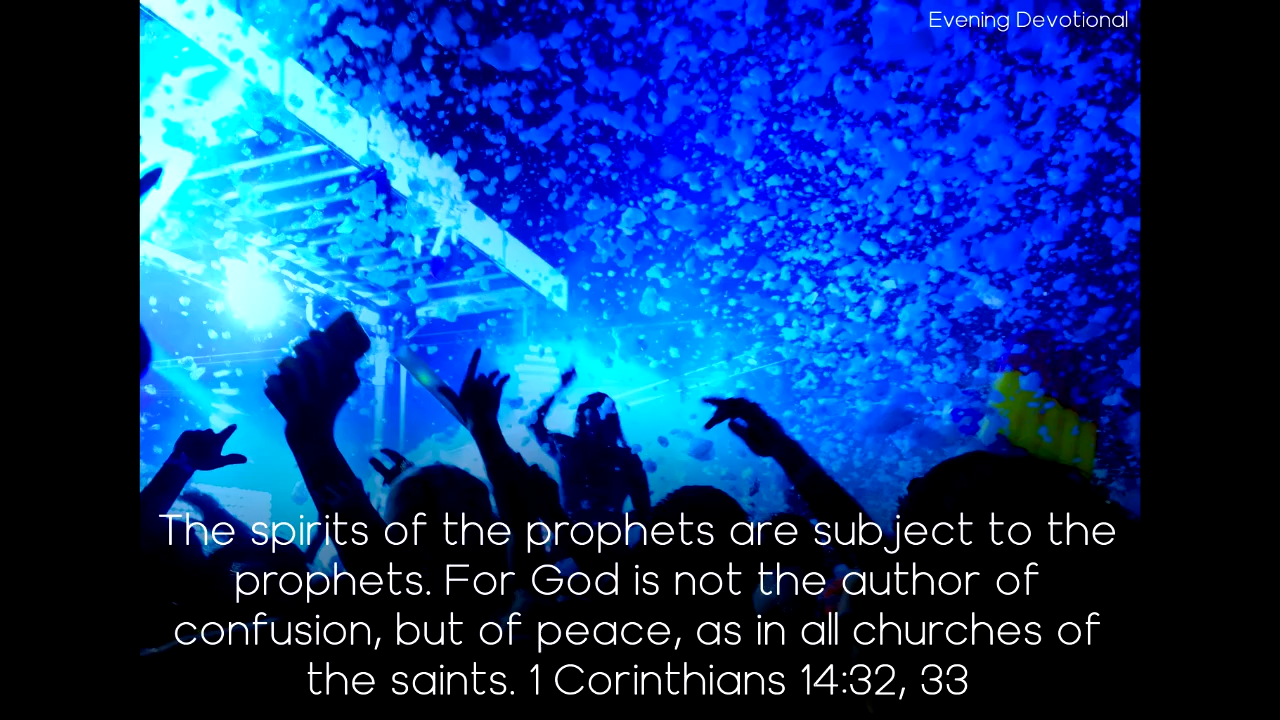 Evening Devotional
The spirits of the prophets are subject to the
prophets. For God is not the author of
confusion, but of peace, as in all churches of
the saints. 1 Corinthians 14:32, 33